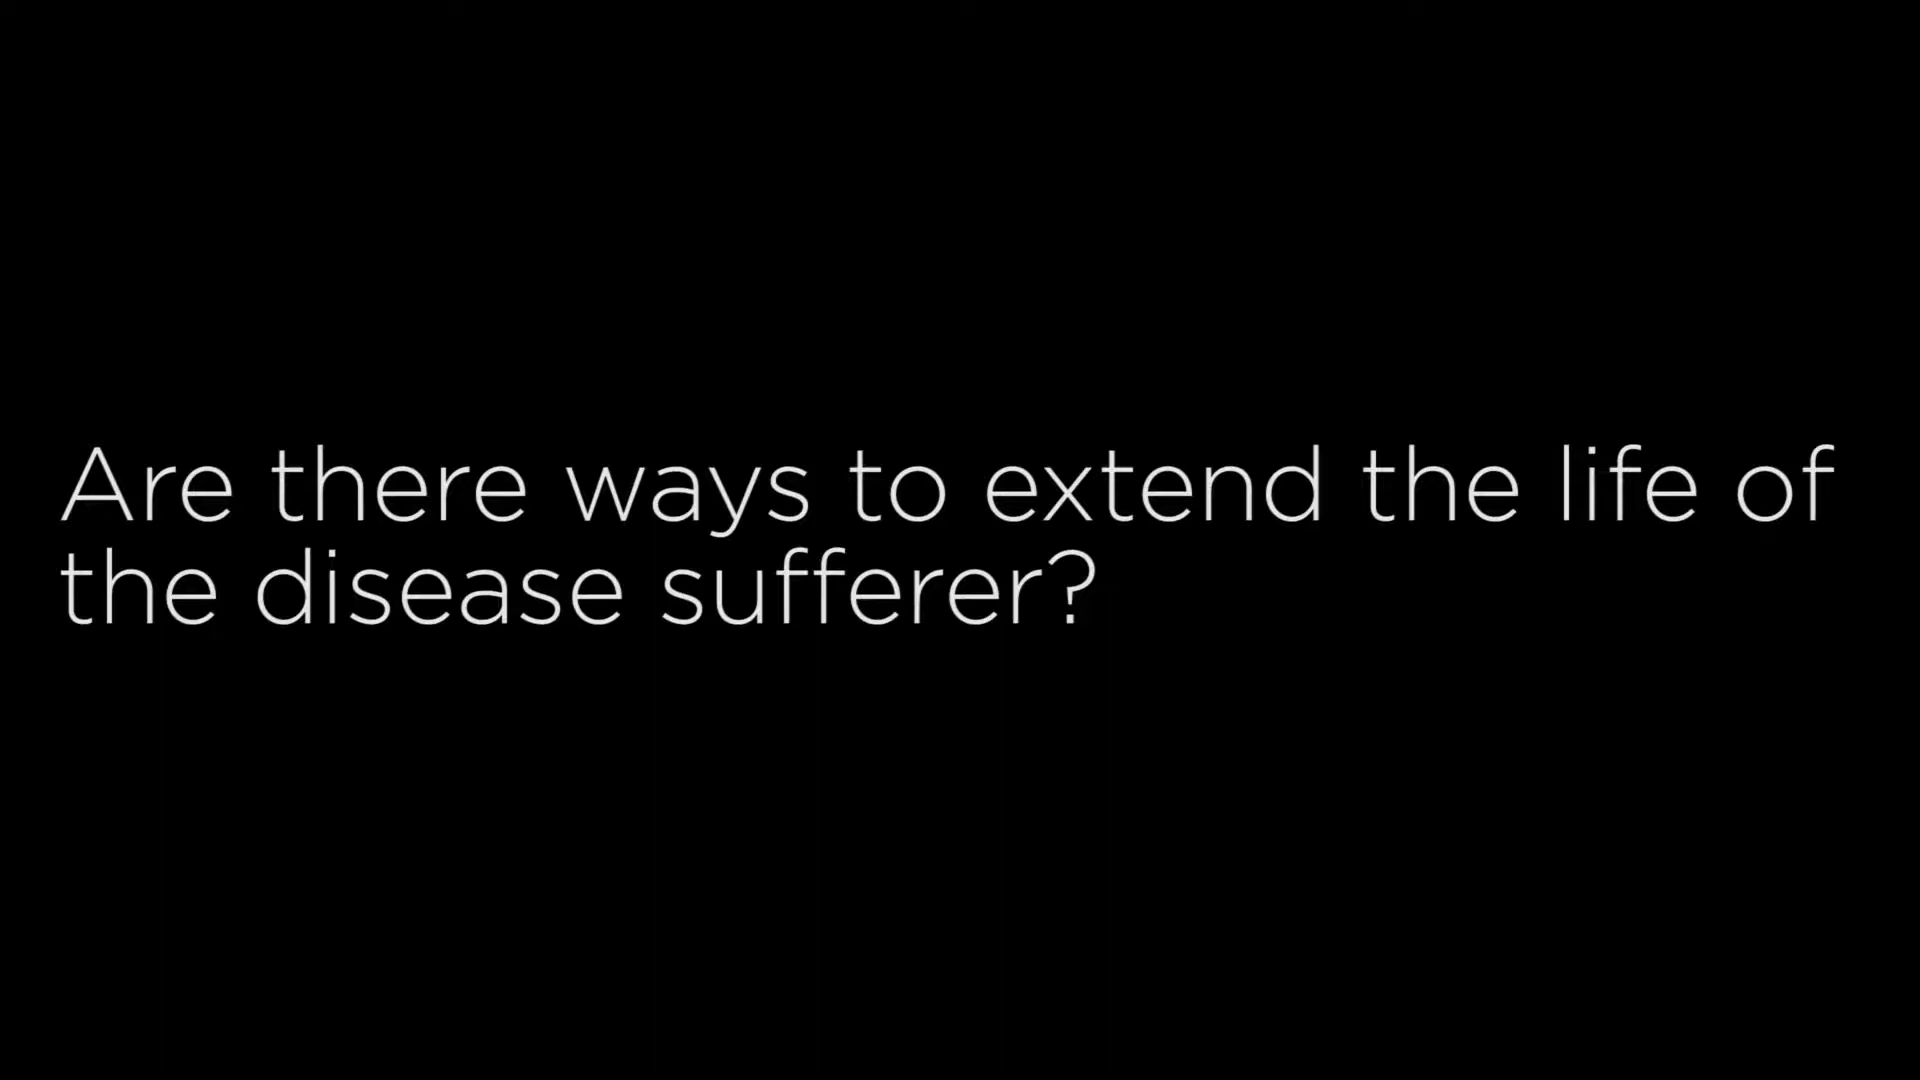 Are there ways to extend the life of
the disease sufferer?